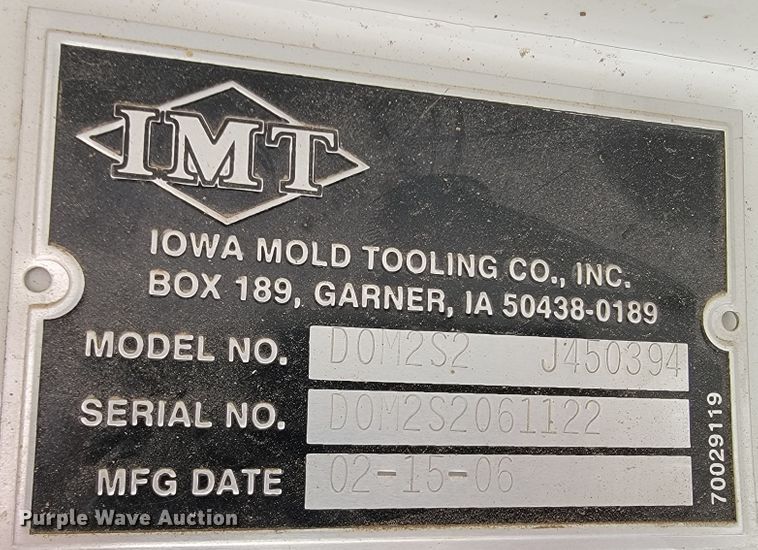 IMT
IOWA MOLD TOOLING CO., INC.
BOX 189, GARNER, IA 50438-0189
MODEL NO. DOM2S2 J450394
SERIAL NO. DOM2S2061122
MFG DATE 02-15-06
70029119
Purple Wave Auction